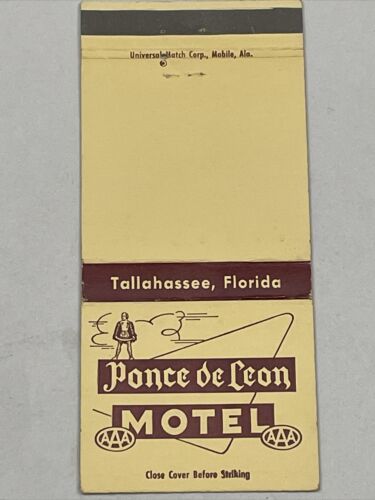 Universal Match Corp., Mobile, Ala.
Tallahassee, Florida
Ponce de Leon
MOTEL
AAA AAA
Close Cover Before Striking